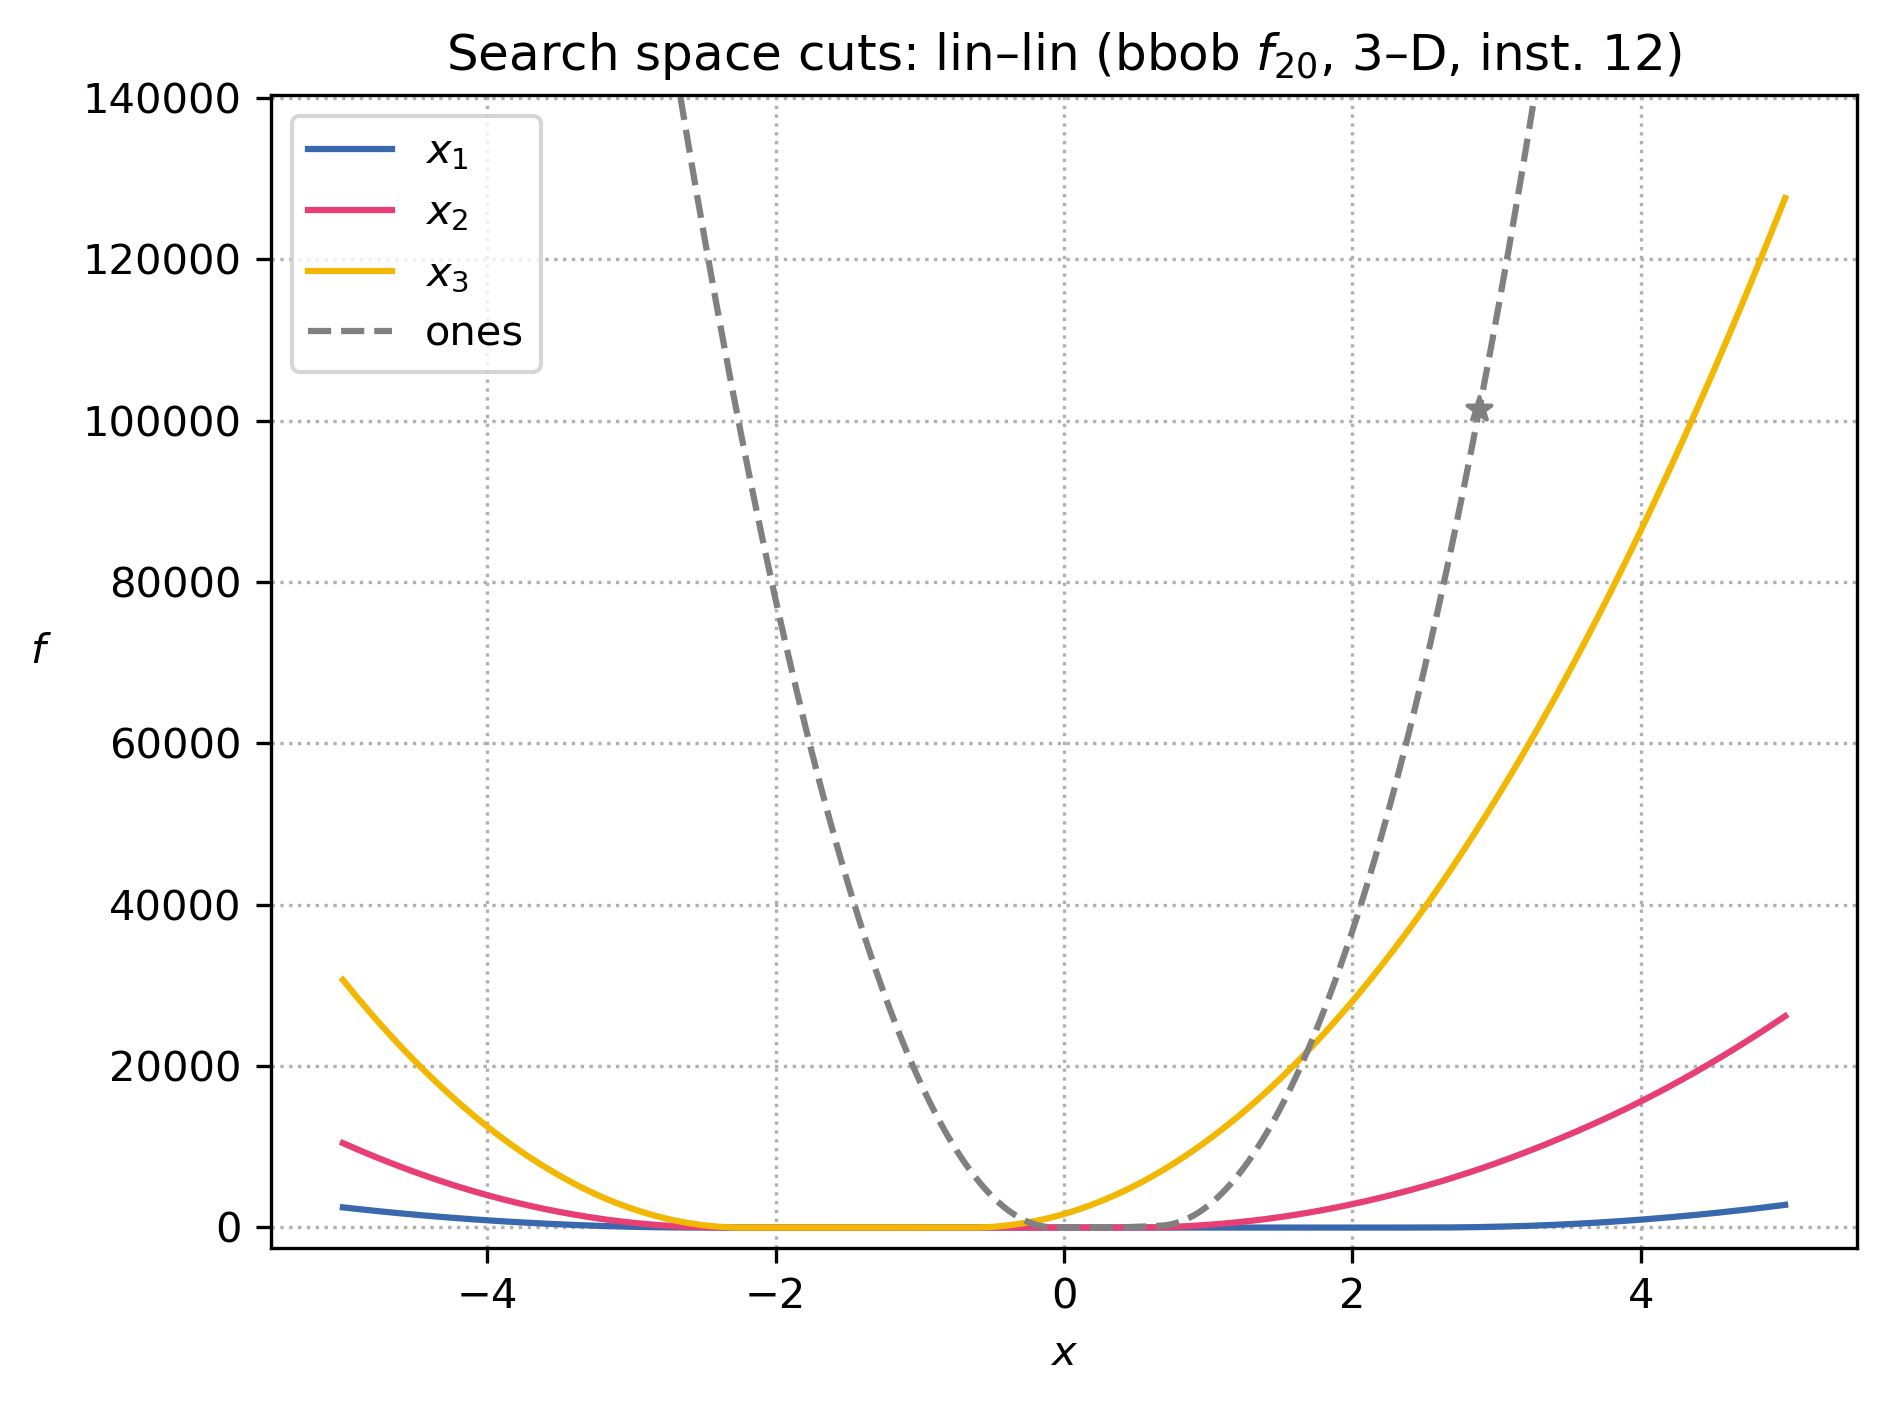 Search space cuts: lin–lin (bbob f₂₀, 3–D, inst. 12)
140000
120000
100000
80000
60000
40000
20000
0
f
x₁
x₂
x₃
ones
−4
−2
0
2
4
x